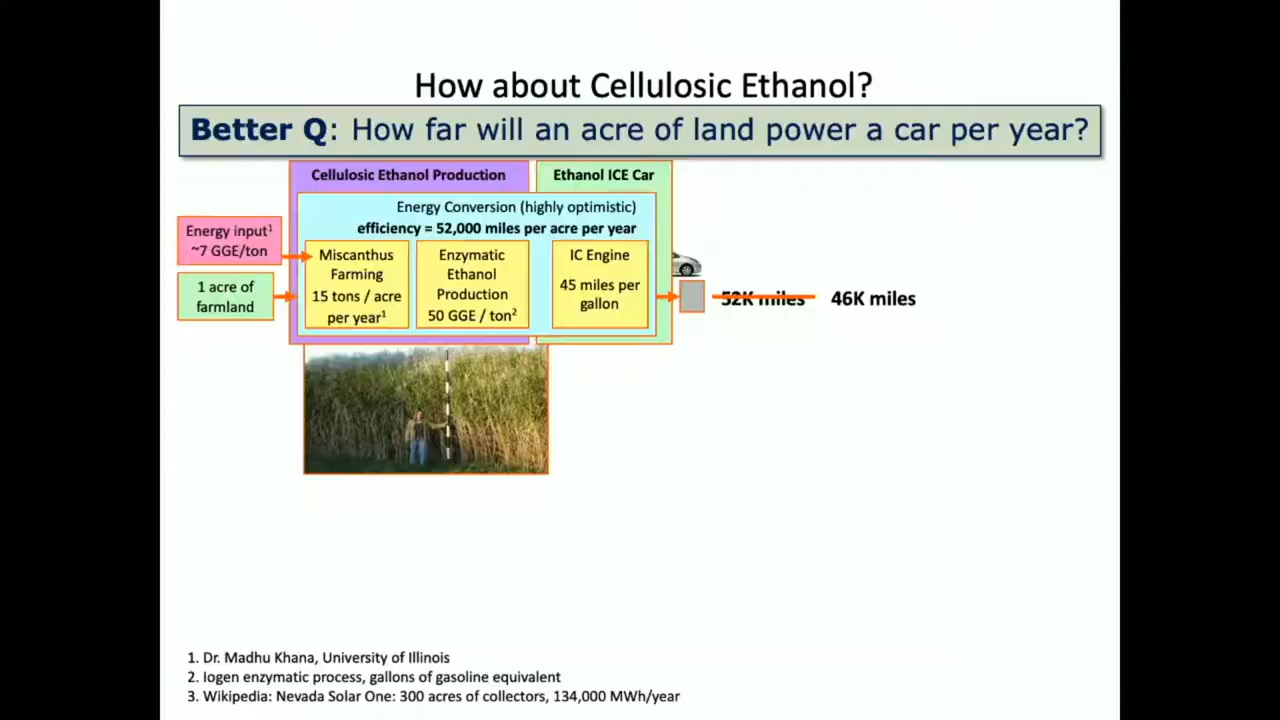 How about Cellulosic Ethanol?
Better Q: How far will an acre of land power a car per year?
Cellulosic Ethanol Production
Ethanol ICE Car
Energy Conversion (highly optimistic)
efficiency = 52,000 miles per acre per year
Energy input1
~7 GGE/ton
1 acre of
farmland
Miscanthus
Farming
15 tons / acre
per year1
Enzymatic
Ethanol
Production
50 GGE / ton2
IC Engine
45 miles per
gallon
52K miles
46K miles
1. Dr. Madhu Khana, University of Illinois
2. Iogen enzymatic process, gallons of gasoline equivalent
3. Wikipedia: Nevada Solar One: 300 acres of collectors, 134,000 MWh/year